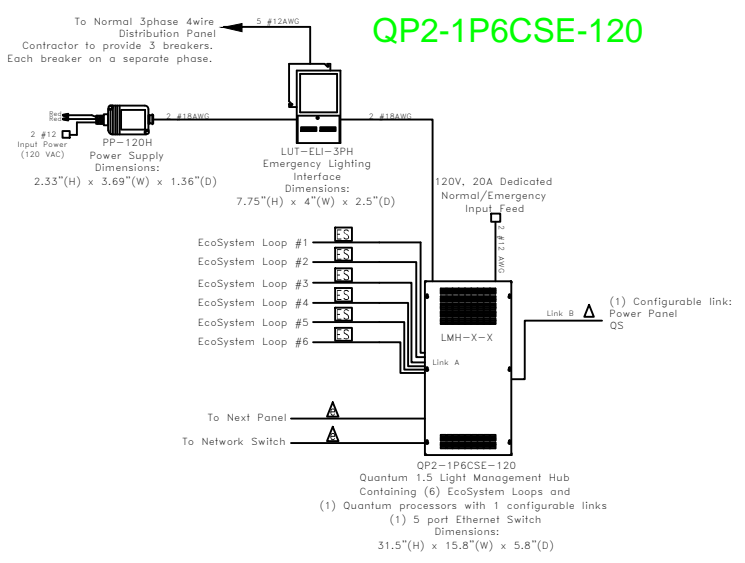 QP2-1P6CSE-120
To Normal 3phase 4wire
Distribution Panel
Contractor to provide 3 breakers.
Each breaker on a separate phase.
5 #12AWG
Red
Red
2 #12
Input Power
(120 VAC)
2 #18AWG
2 #18AWG
PP-120H
Power Supply
Dimensions:
2.33"(H) x 3.69"(W) x 1.36"(D)
LUT-ELI-3PH
Emergency Lighting
Interface
Dimensions:
7.75"(H) x 4"(W) x 2.5"(D)
120V, 20A Dedicated
Normal/Emergency
Input Feed
2 #12 AWG
EcoSystem Loop #1
ES
EcoSystem Loop #2
ES
EcoSystem Loop #3
ES
EcoSystem Loop #4
ES
EcoSystem Loop #5
ES
EcoSystem Loop #6
ES
Link A
LMH-X-X
Link B
(1) Configurable link:
Power Panel
QS
To Next Panel
To Network Switch
QP2-1P6CSE-120
Quantum 1.5 Light Management Hub
Containing (6) EcoSystem Loops and
(1) Quantum processors with 1 configurable links
(1) 5 port Ethernet Switch
Dimensions:
31.5"(H) x 15.8"(W) x 5.8"(D)